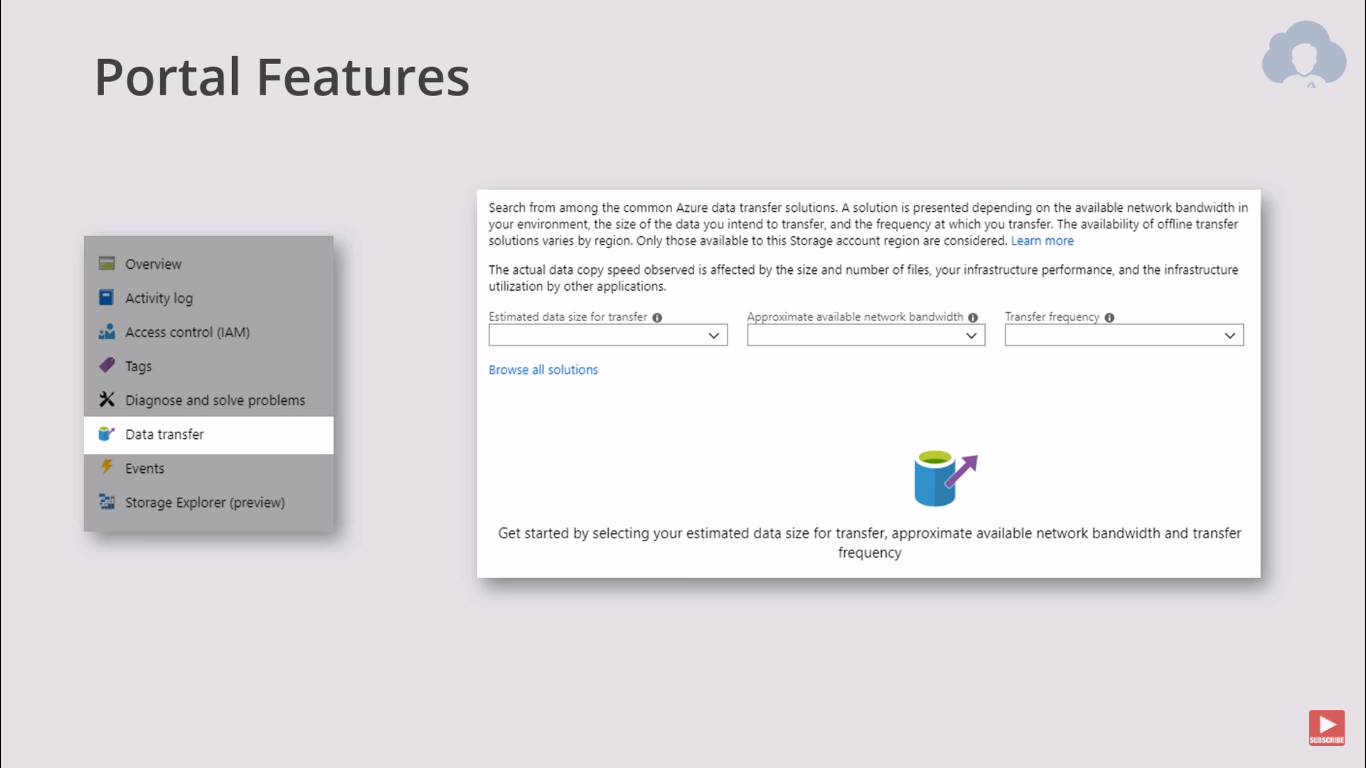 Portal Features
Overview
Activity log
Access control (IAM)
Tags
Diagnose and solve problems
Data transfer
Events
Storage Explorer (preview)
Search from among the common Azure data transfer solutions. A solution is presented depending on the available network bandwidth in
your environment, the size of the data you intend to transfer, and the frequency at which you transfer. The availability of offline transfer
solutions varies by region. Only those available to this Storage account region are considered. Learn more
The actual data copy speed observed is affected by the size and number of files, your infrastructure performance, and the infrastructure
utilization by other applications.
Estimated data size for transfer
Approximate available network bandwidth
Transfer frequency
Browse all solutions
Get started by selecting your estimated data size for transfer, approximate available network bandwidth and transfer
frequency
SUBSCRIBE